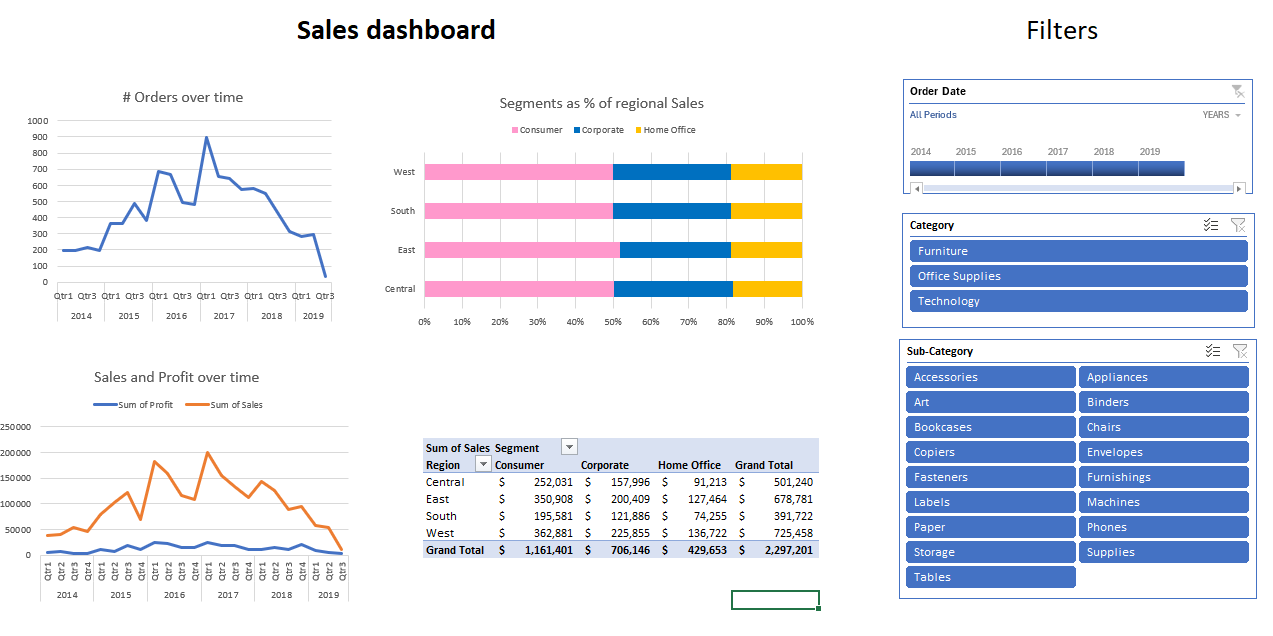 Sales dashboard
Filters
# Orders over time
1000
900
800
700
600
500
400
300
200
100
0
Qtr1 Qtr3 Qtr1 Qtr3 Qtr1 Qtr3 Qtr1 Qtr3 Qtr1 Qtr3 Qtr1 Qtr3
2014 2015 2016 2017 2018 2019
Segments as % of regional Sales
Consumer Corporate Home Office
West
South
East
Central
0% 10% 20% 30% 40% 50% 60% 70% 80% 90% 100%
Order Date
All Periods YEARS
2014 2015 2016 2017 2018 2019
Category
Furniture
Office Supplies
Technology
Sales and Profit over time
Sum of Profit Sum of Sales
250000
200000
150000
100000
50000
0
Qtr1 Qtr2 Qtr3 Qtr4 Qtr1 Qtr2 Qtr3 Qtr4 Qtr1 Qtr2 Qtr3 Qtr4 Qtr1 Qtr2 Qtr3 Qtr4 Qtr1 Qtr2 Qtr3 Qtr4 Qtr1 Qtr2 Qtr3
2014 2015 2016 2017 2018 2019
Sum of Sales Segment
Region Consumer Corporate Home Office Grand Total
Central $ 252,031 $ 157,996 $ 91,213 $ 501,240
East $ 350,908 $ 200,409 $ 127,464 $ 678,781
South $ 195,581 $ 121,886 $ 74,255 $ 391,722
West $ 362,881 $ 225,855 $ 136,722 $ 725,458
Grand Total $ 1,161,401 $ 706,146 $ 429,653 $ 2,297,201
Sub-Category
Accessories Appliances
Art Binders
Bookcases Chairs
Copiers Envelopes
Fasteners Furnishings
Labels Machines
Paper Phones
Storage Supplies
Tables